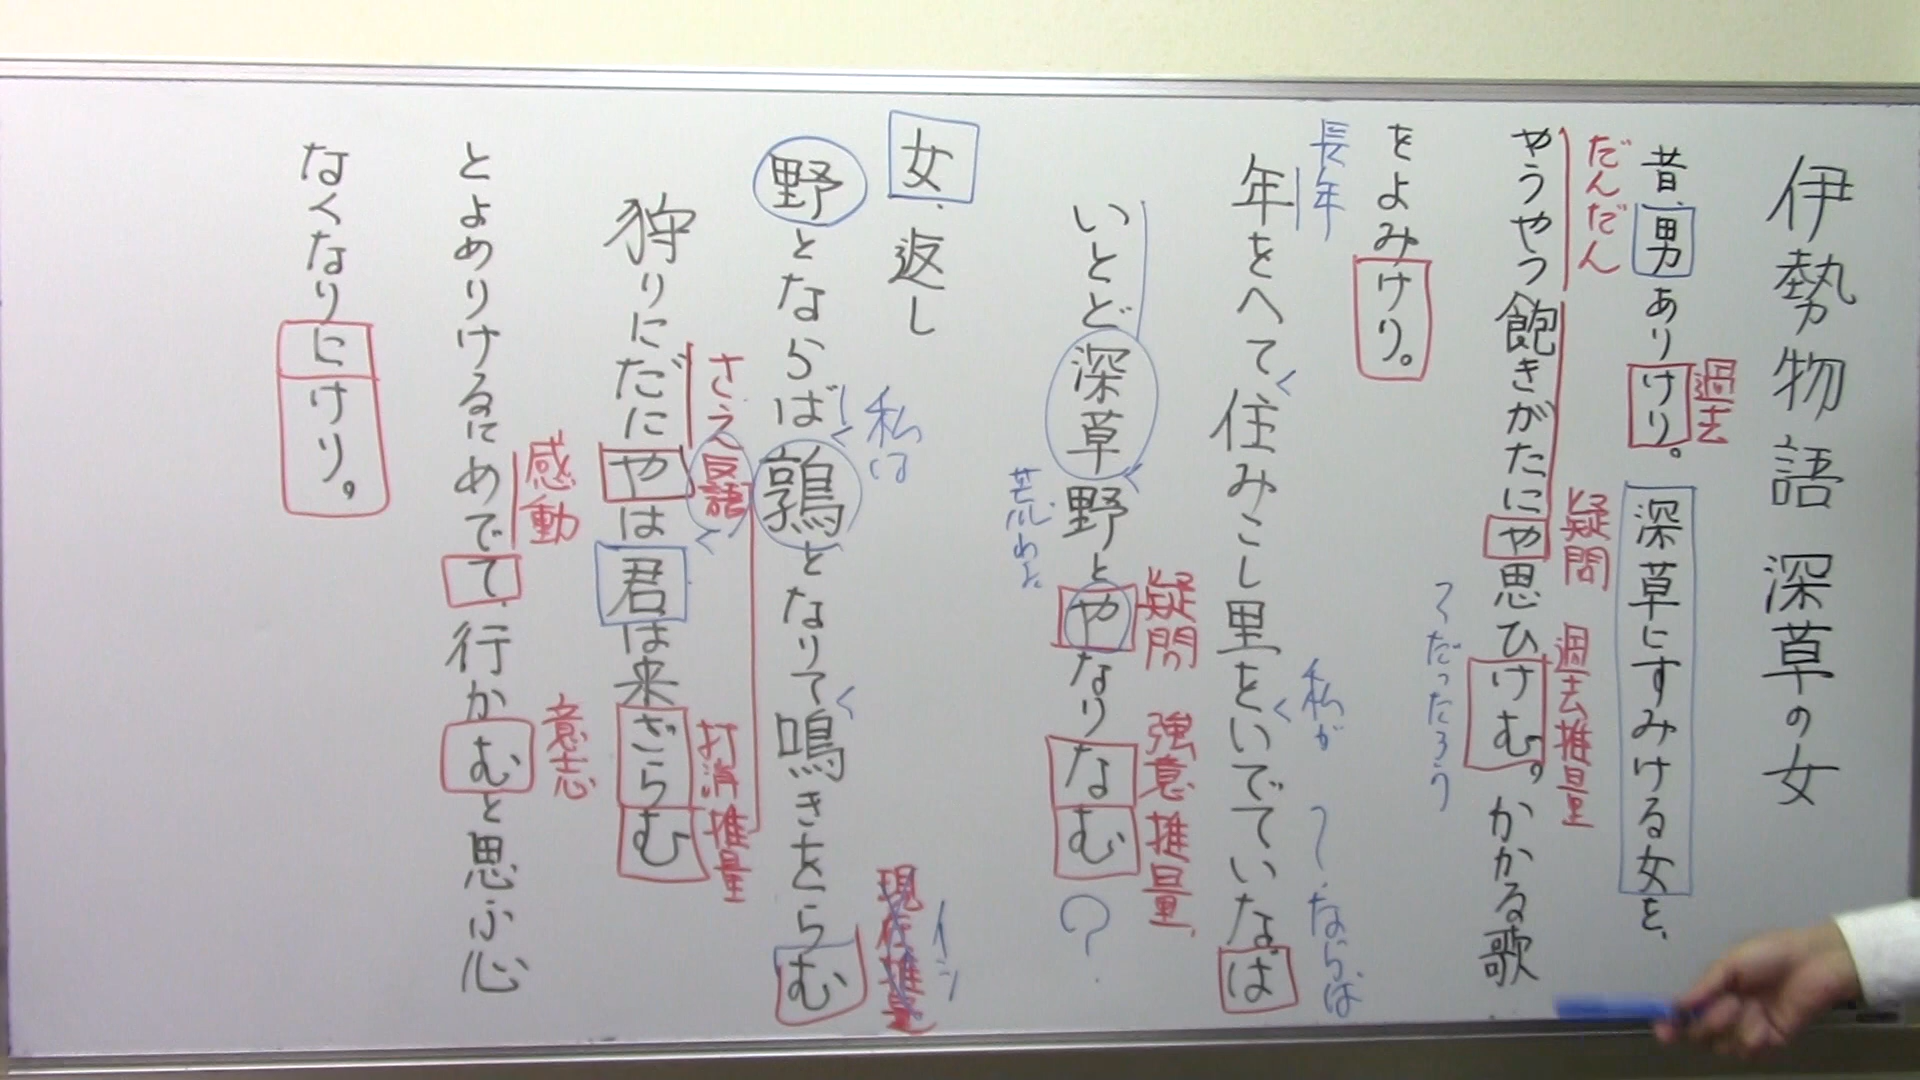 伊勢物語 深草の女
過去
昔、男ありけり。深草にすみける女を、
だんだん 疑問 過去推量
やうやう飽きがたにや思ひけむ。かかる歌
〜だったろう
をよみけり。
長年 私が 〜ならば
年をへて住みこし里をいでていなば
疑問 強意 推量
いとど深草野とやなりなむ?
荒れた
女、返し
私は
野とならば鶉となりて鳴きをらむ
さえ 反語 打消 推量
狩りにだにやは君は来ざらむ
感動 意志
とよめりけるにめでて、行かむと思ふ心
なくなりにけり。